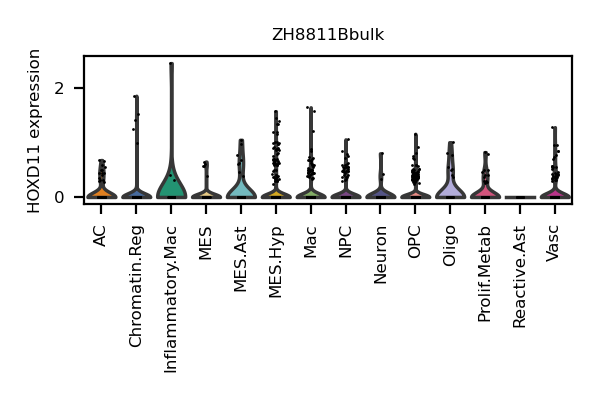 ZH8811Bbulk
HOXD11 expression
2
0
AC
Chromatin.Reg
Inflammatory.Mac
MES
MES.Ast
MES.Hyp
Mac
NPC
Neuron
OPC
Oligo
Prolif.Metab
Reactive.Ast
Vasc